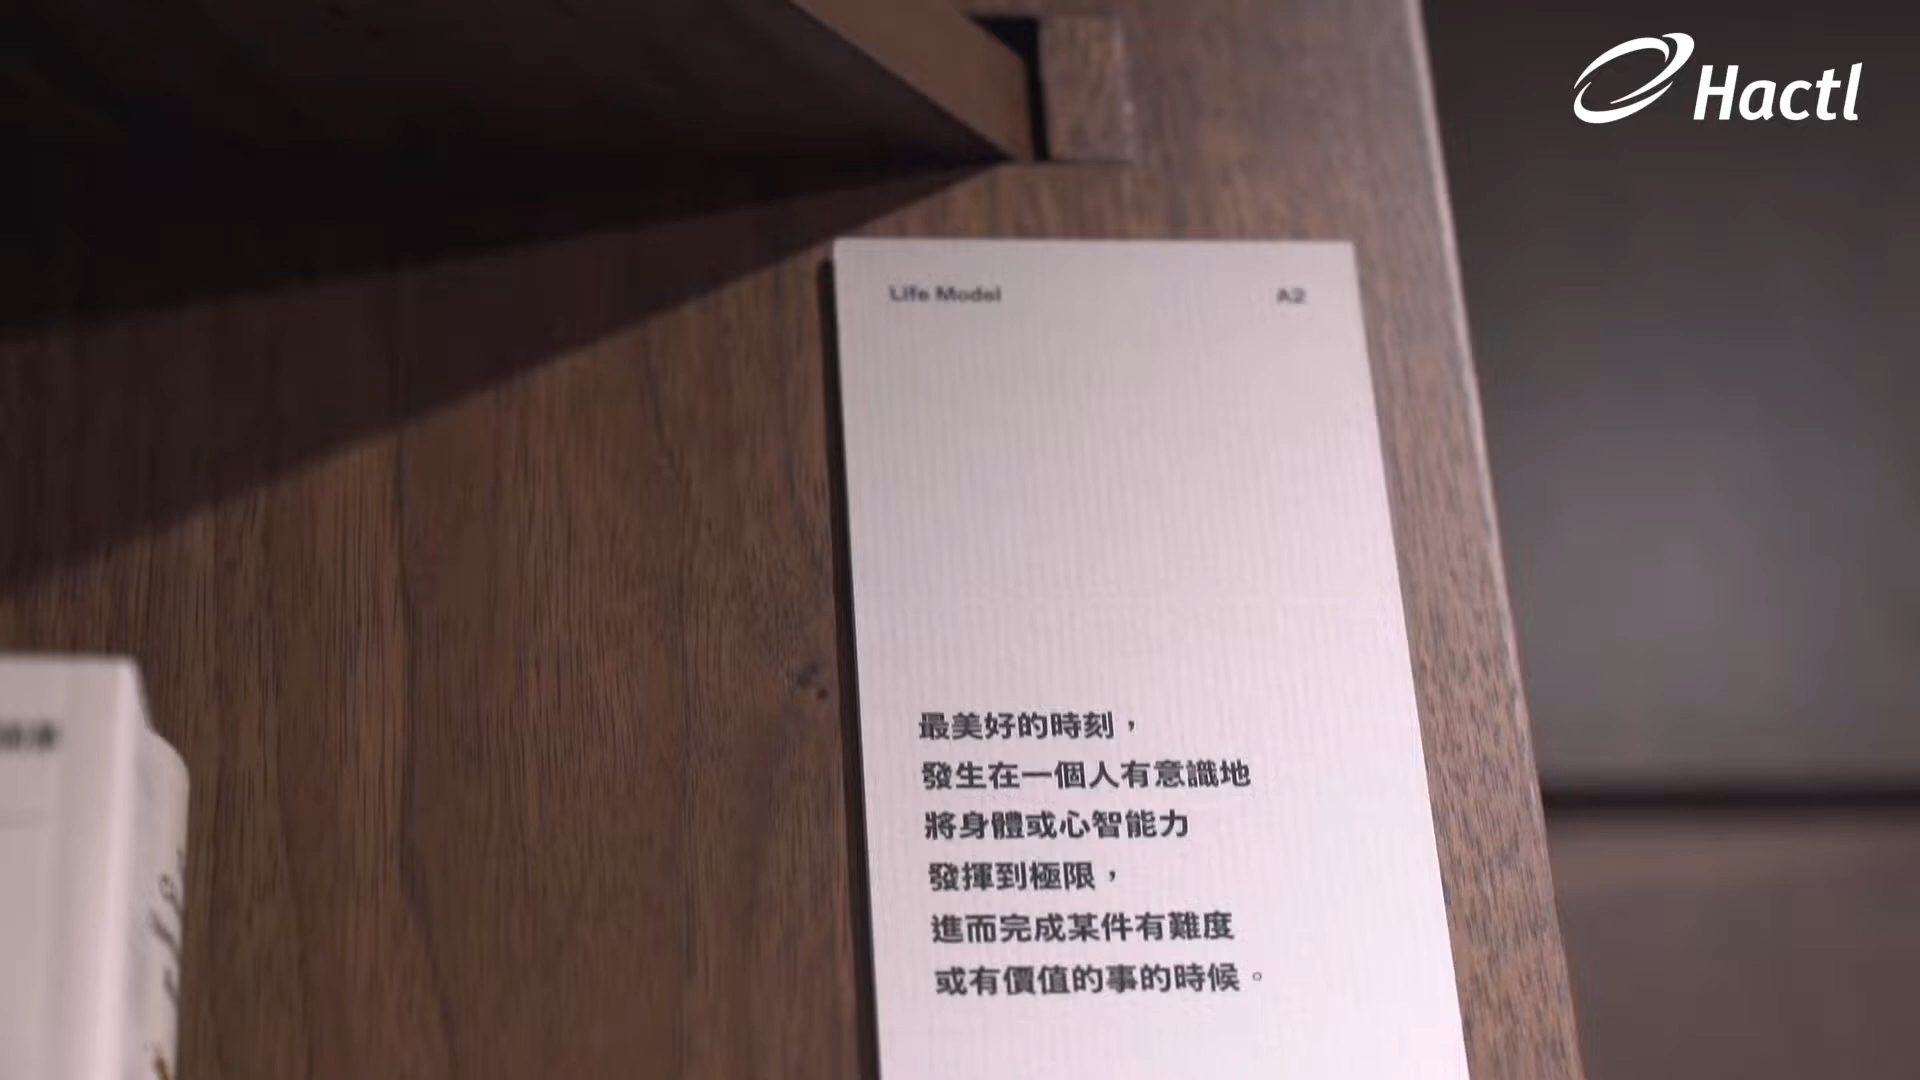 Hactl
Life Model
A2
最美好的時刻，
發生在一個人有意識地
將身體或心智能力
發揮到極限，
進而完成某件有難度
或有價值的事的時候。